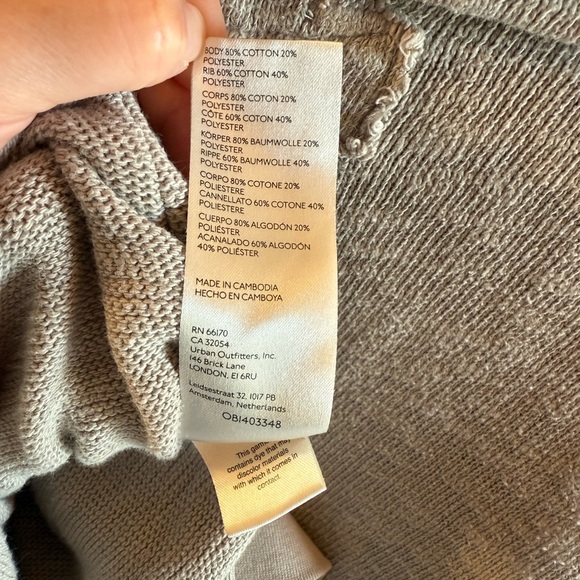 BODY 80% COTTON 20%
POLYESTER
RIB 60% COTTON 40%
POLYESTER
CORPS 80% COTON 20%
POLYESTER
CÔTE 60% COTON 40%
POLYESTER
KÖRPER 80% BAUMWOLLE 20%
POLYESTER
RIPPE 60% BAUMWOLLE 40%
POLYESTER
CORPO 80% COTONE 20%
POLIESTERE
CANNELLATO 60% COTONE 40%
POLIESTERE
CUERPO 80% ALGODÓN 20%
POLIÉSTER
ACANALADO 60% ALGODÓN
40% POLIÉSTER
MADE IN CAMBODIA
HECHO EN CAMBOYA
RN 66170
CA 32054
Urban Outfitters, Inc.
146 Brick Lane
LONDON, E1 6RU
Leidsestraat 32, 1017 PB
Amsterdam, Netherlands
OB1403348
This
contains dye that may
discolor materials
with which it comes in
contact.